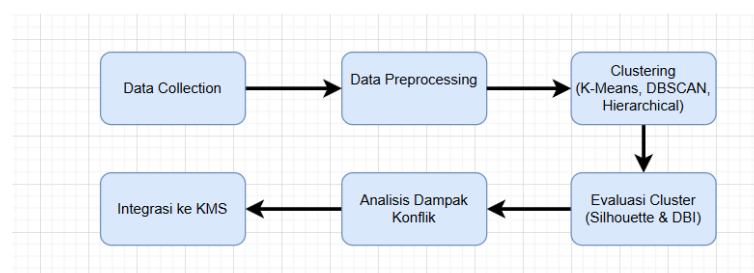 Data Collection
Data Preprocessing
Clustering
(K-Means, DBSCAN,
Hierarchical)
Evaluasi Cluster
(Silhouette & DBI)
Analisis Dampak
Konflik
Integrasi ke KMS